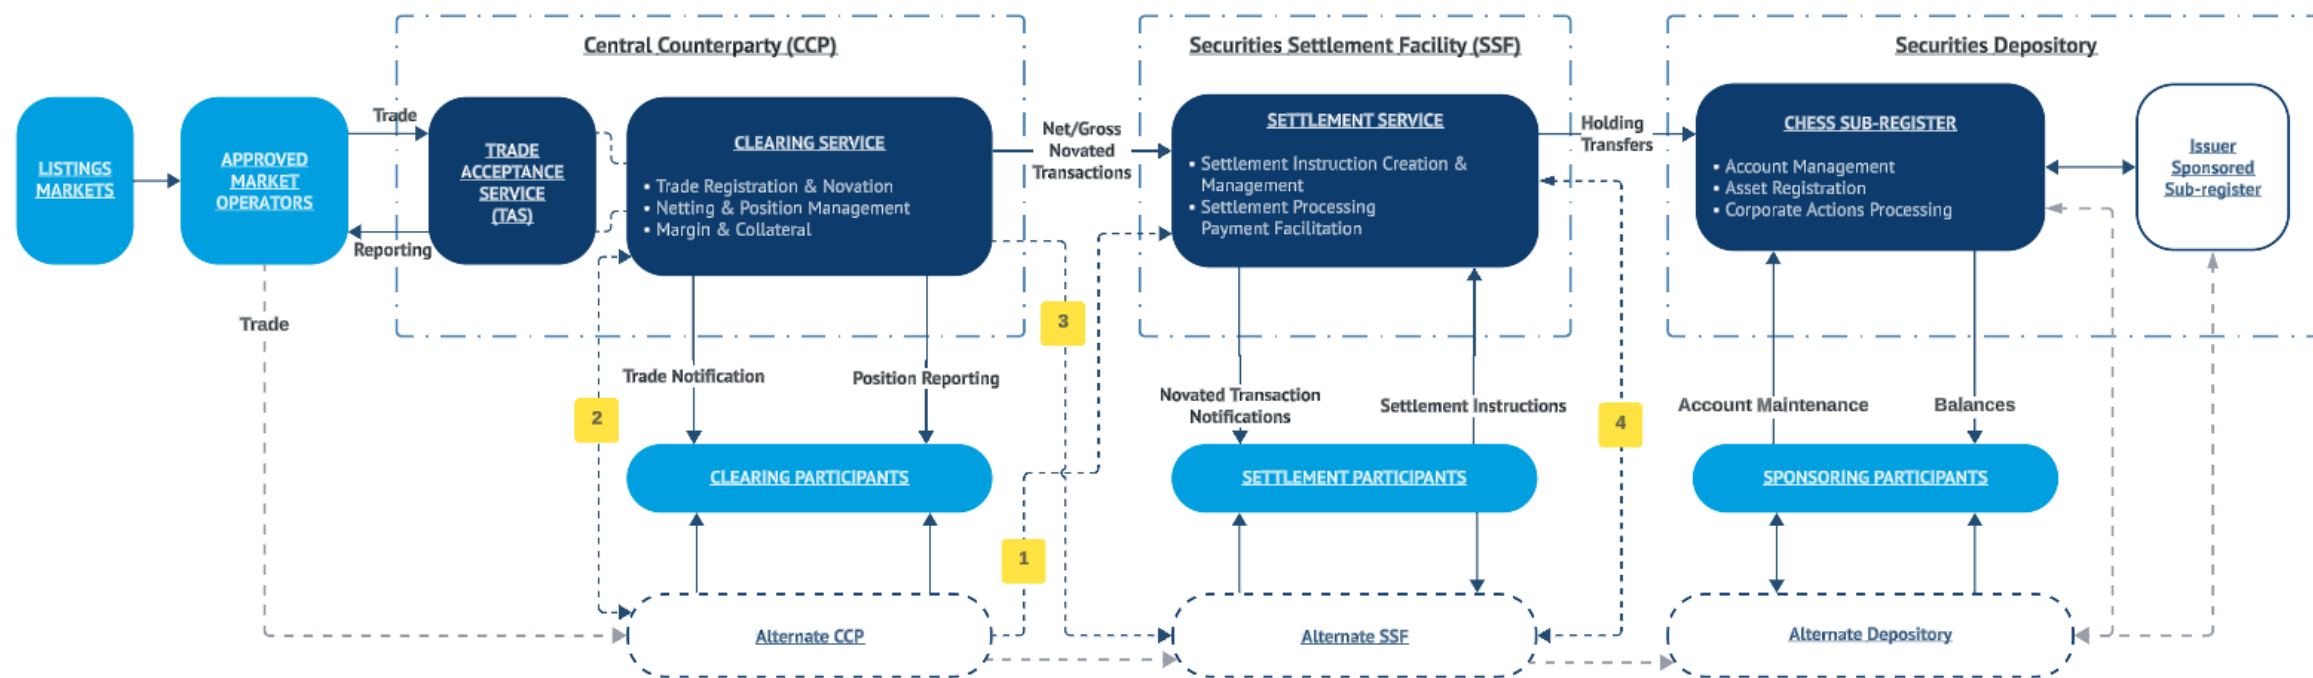 Central Counterparty (CCP)
Securities Settlement Facility (SSF)
Securities Depository
LISTINGS
MARKETS
APPROVED
MARKET
OPERATORS
Trade
Reporting
TRADE
ACCEPTANCE
SERVICE
(TAS)
CLEARING SERVICE
▪ Trade Registration & Novation
▪ Netting & Position Management
▪ Margin & Collateral
Net/Gross
Novated
Transactions
SETTLEMENT SERVICE
▪ Settlement Instruction Creation &
Management
▪ Settlement Processing
Payment Facilitation
Holding
Transfers
CHESS SUB-REGISTER
▪ Account Management
▪ Asset Registration
▪ Corporate Actions Processing
Issuer
Sponsored
Sub-register
Trade
3
2
4
1
Trade Notification
Position Reporting
Novated Transaction
Notifications
Settlement Instructions
Account Maintenance
Balances
CLEARING PARTICIPANTS
SETTLEMENT PARTICIPANTS
SPONSORING PARTICIPANTS
Alternate CCP
Alternate SSF
Alternate Depository